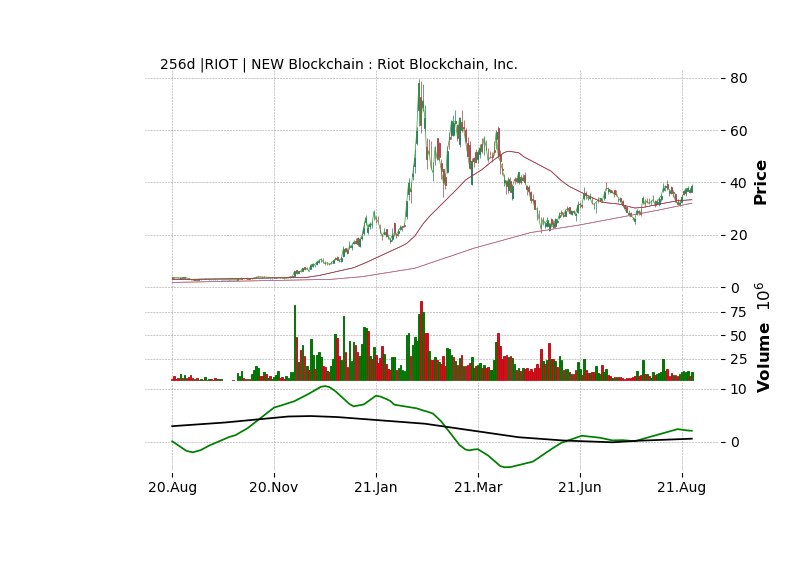 256d |RIOT | NEW Blockchain : Riot Blockchain, Inc.
80
60
40
20
0
Price
75
50
25
Volume 10^6
10
0
20.Aug 20.Nov 21.Jan 21.Mar 21.Jun 21.Aug